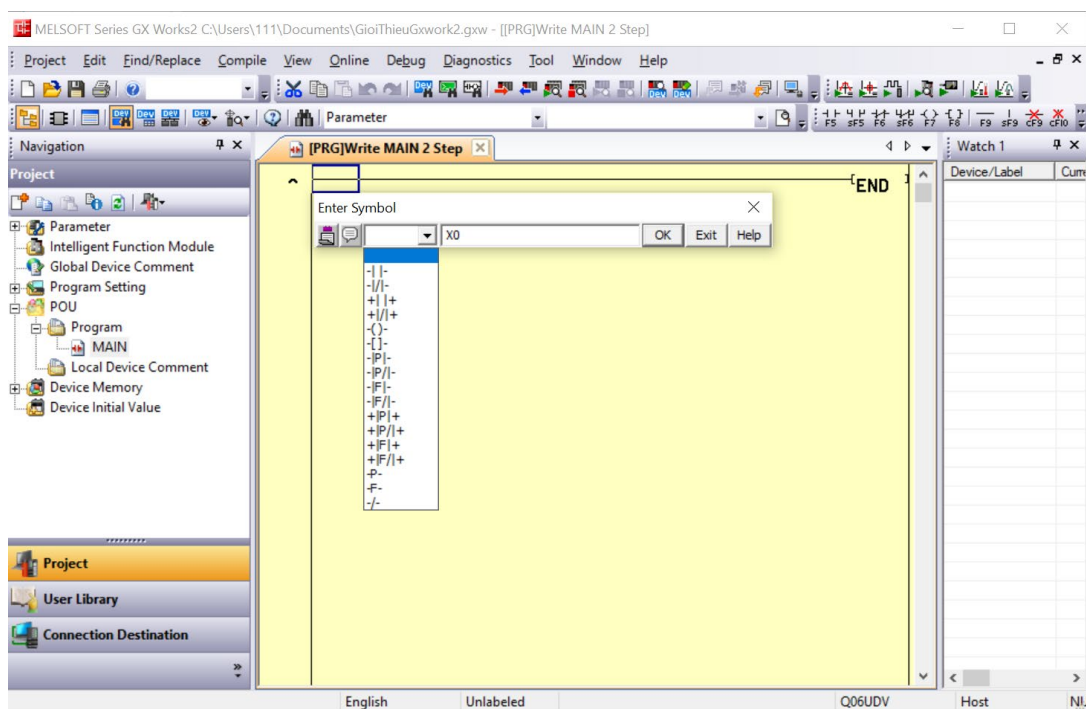 MELSOFT Series GX Works2 C:\Users\111\Documents\GioiThieuGxwork2.gxw - [[PRG]Write MAIN 2 Step]
Project Edit Find/Replace Compile View Online Debug Diagnostics Tool Window Help
Parameter
F5 sF5 F6 sF6 F7 F8 F9 sF9 cF9 cF10
Navigation
[PRG]Write MAIN 2 Step
Watch 1
Project
Device/Label
END
Enter Symbol
X0 OK Exit Help
-| |-
-|/|-
+| |+
+|/|+
-( )-
-[ ]-
-|P|-
-|P/|-
-|F|-
-|F/|-
+|P|+
+|P/|+
+|F|+
+|F/|+
-P-
-F-
-/-
Parameter
Intelligent Function Module
Global Device Comment
Program Setting
POU
Program
MAIN
Local Device Comment
Device Memory
Device Initial Value
Project
User Library
Connection Destination
English Unlabeled Q06UDV Host